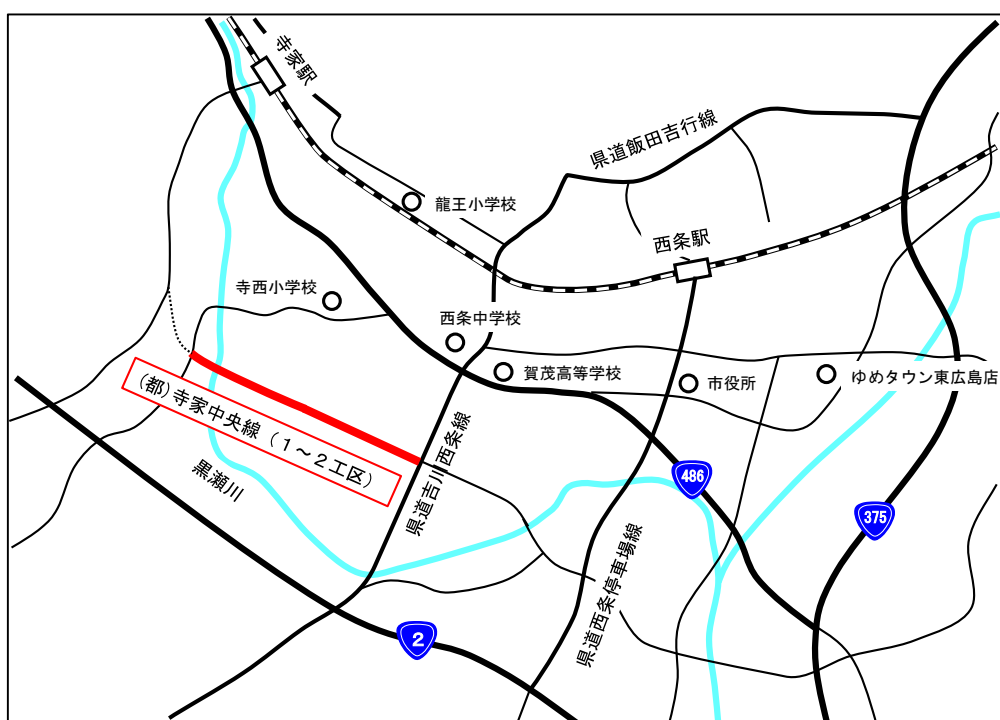 寺家駅
県道飯田吉行線
龍王小学校
西条駅
寺西小学校
西条中学校
賀茂高等学校
市役所
ゆめタウン東広島店
(都)寺家中央線（１～２工区）
県道吉川西条線
黒瀬川
486
375
県道西条停車場線
2